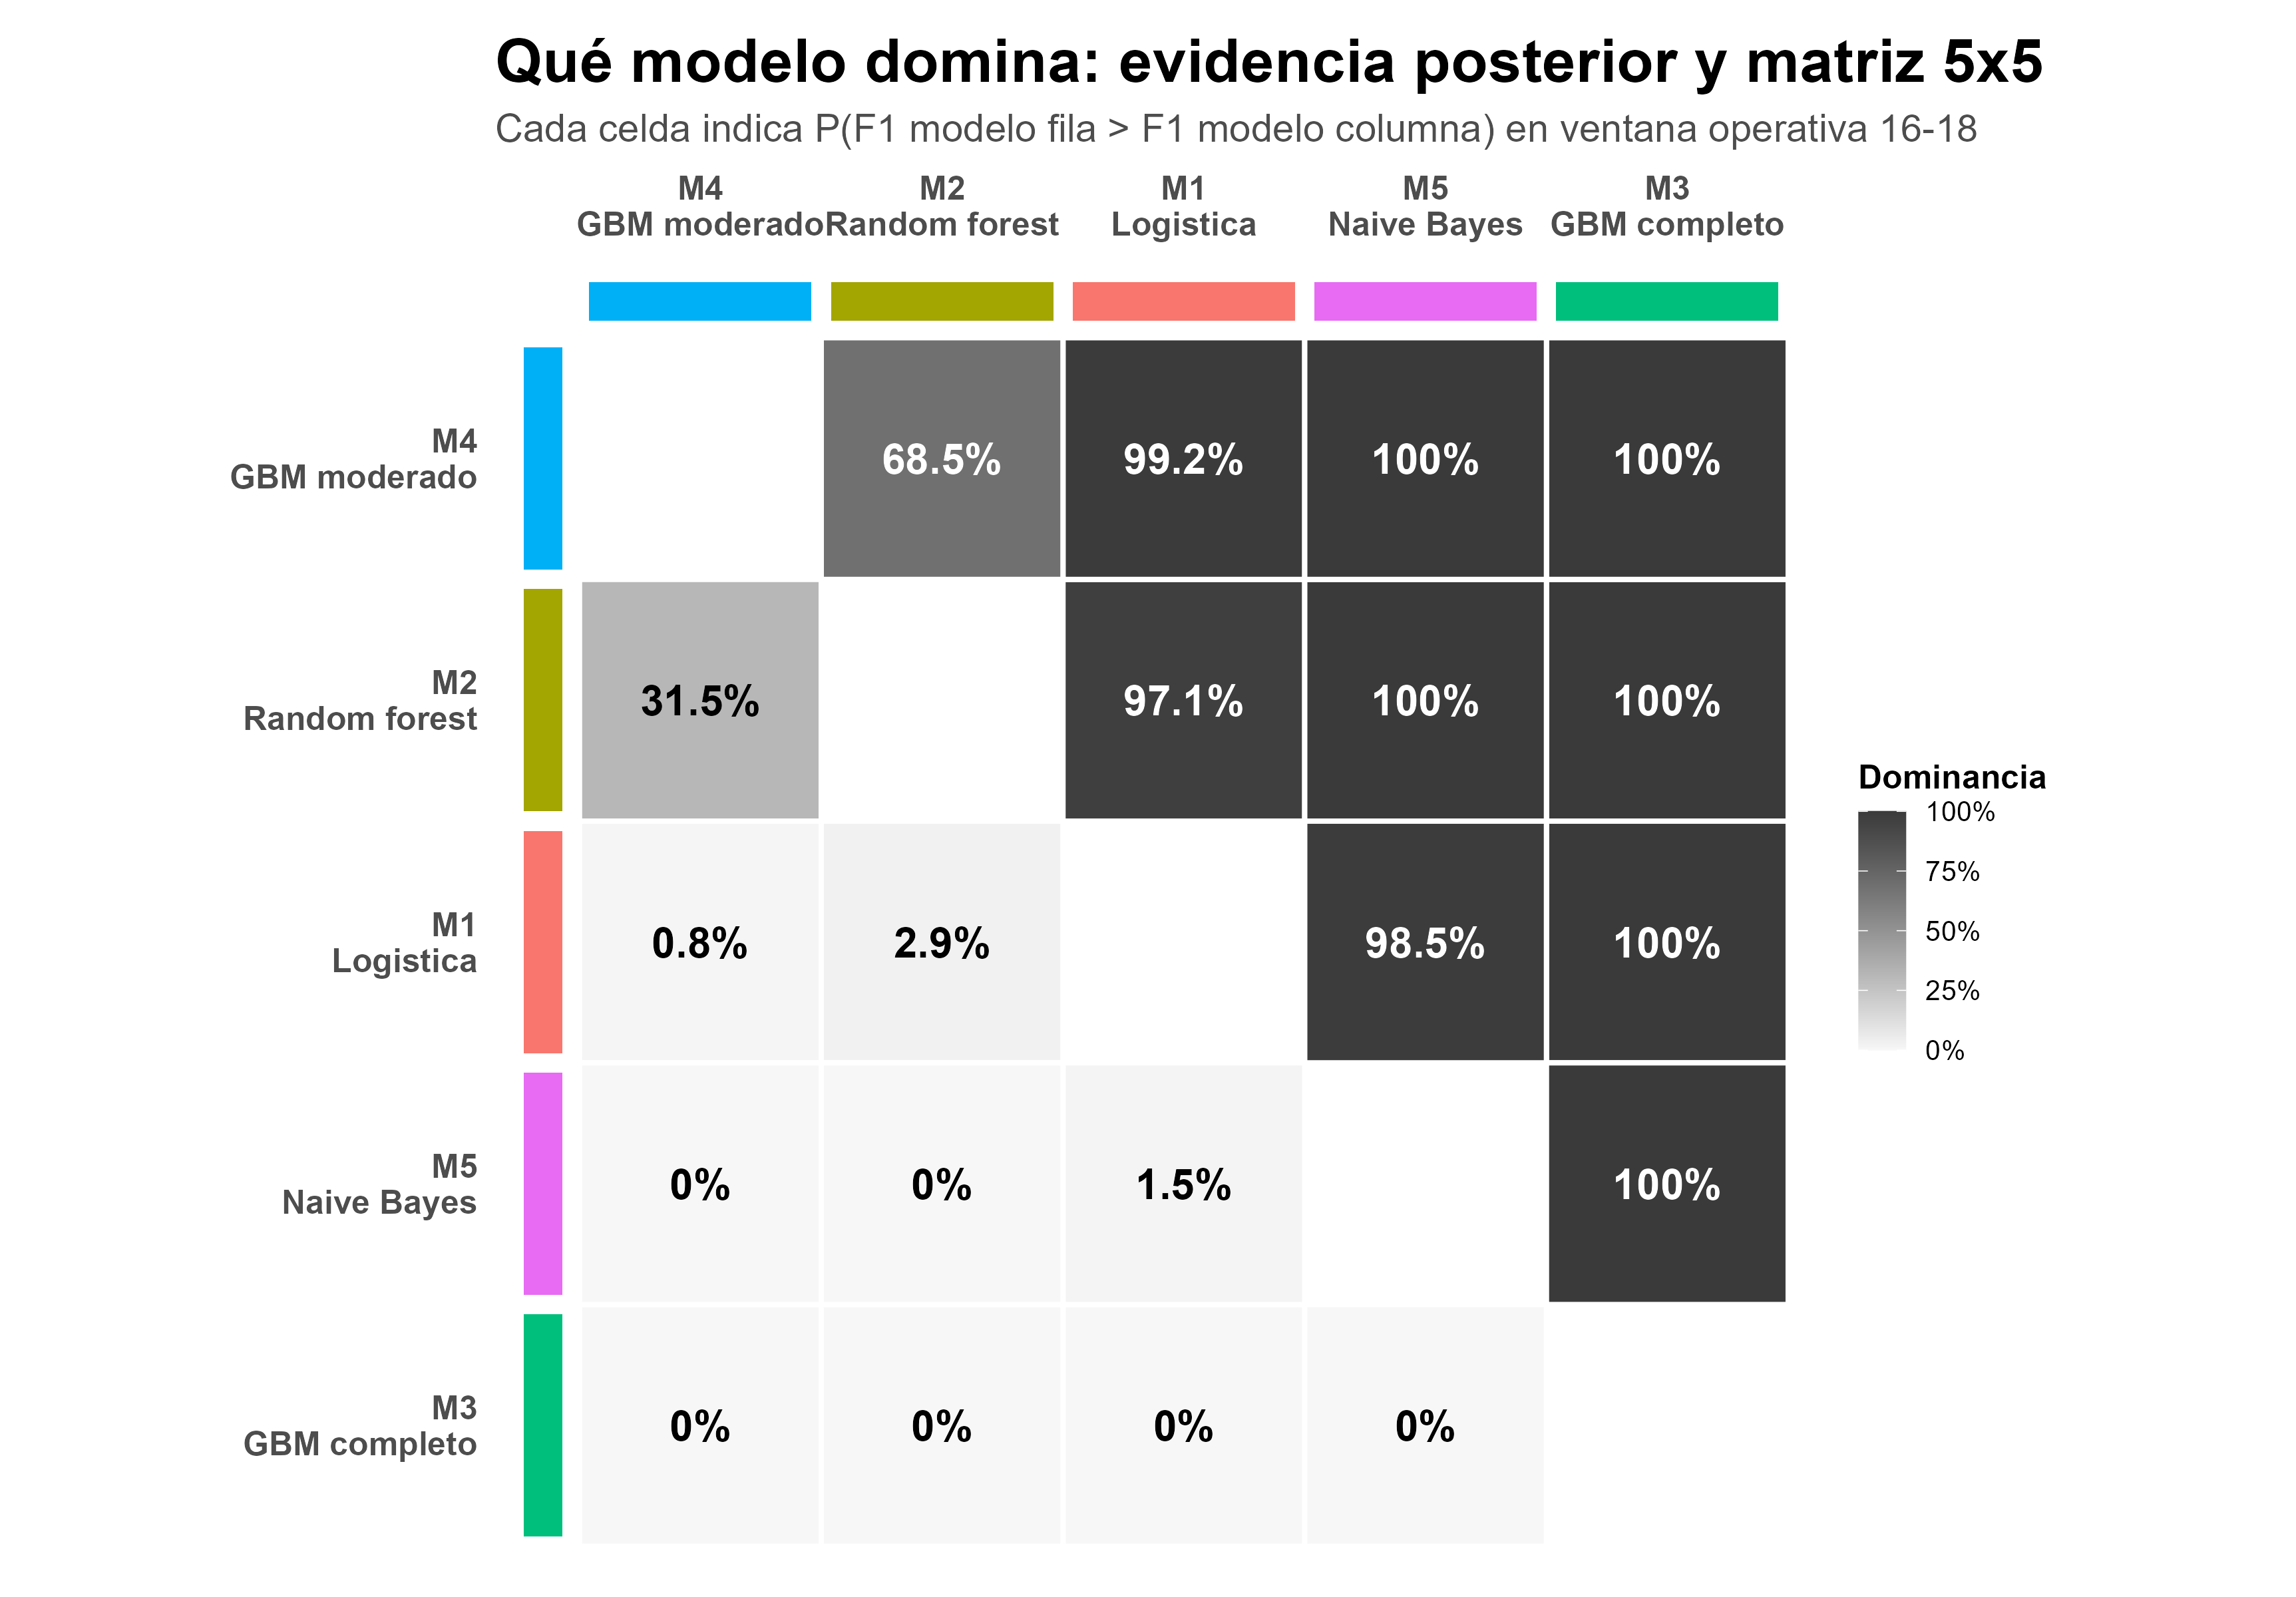 Qué modelo domina: evidencia posterior y matriz 5x5
Cada celda indica P(F1 modelo fila > F1 modelo columna) en ventana operativa 16-18
M4 M2 M1 M5 M3
GBM moderado Random forest Logistica Naive Bayes GBM completo
M4
GBM moderado
68.5% 99.2% 100% 100%
M2
Random forest
31.5% 97.1% 100% 100%
M1
Logistica
0.8% 2.9% 98.5% 100%
M5
Naive Bayes
0% 0% 1.5% 100%
M3
GBM completo
0% 0% 0% 0%
Dominancia
100%
75%
50%
25%
0%